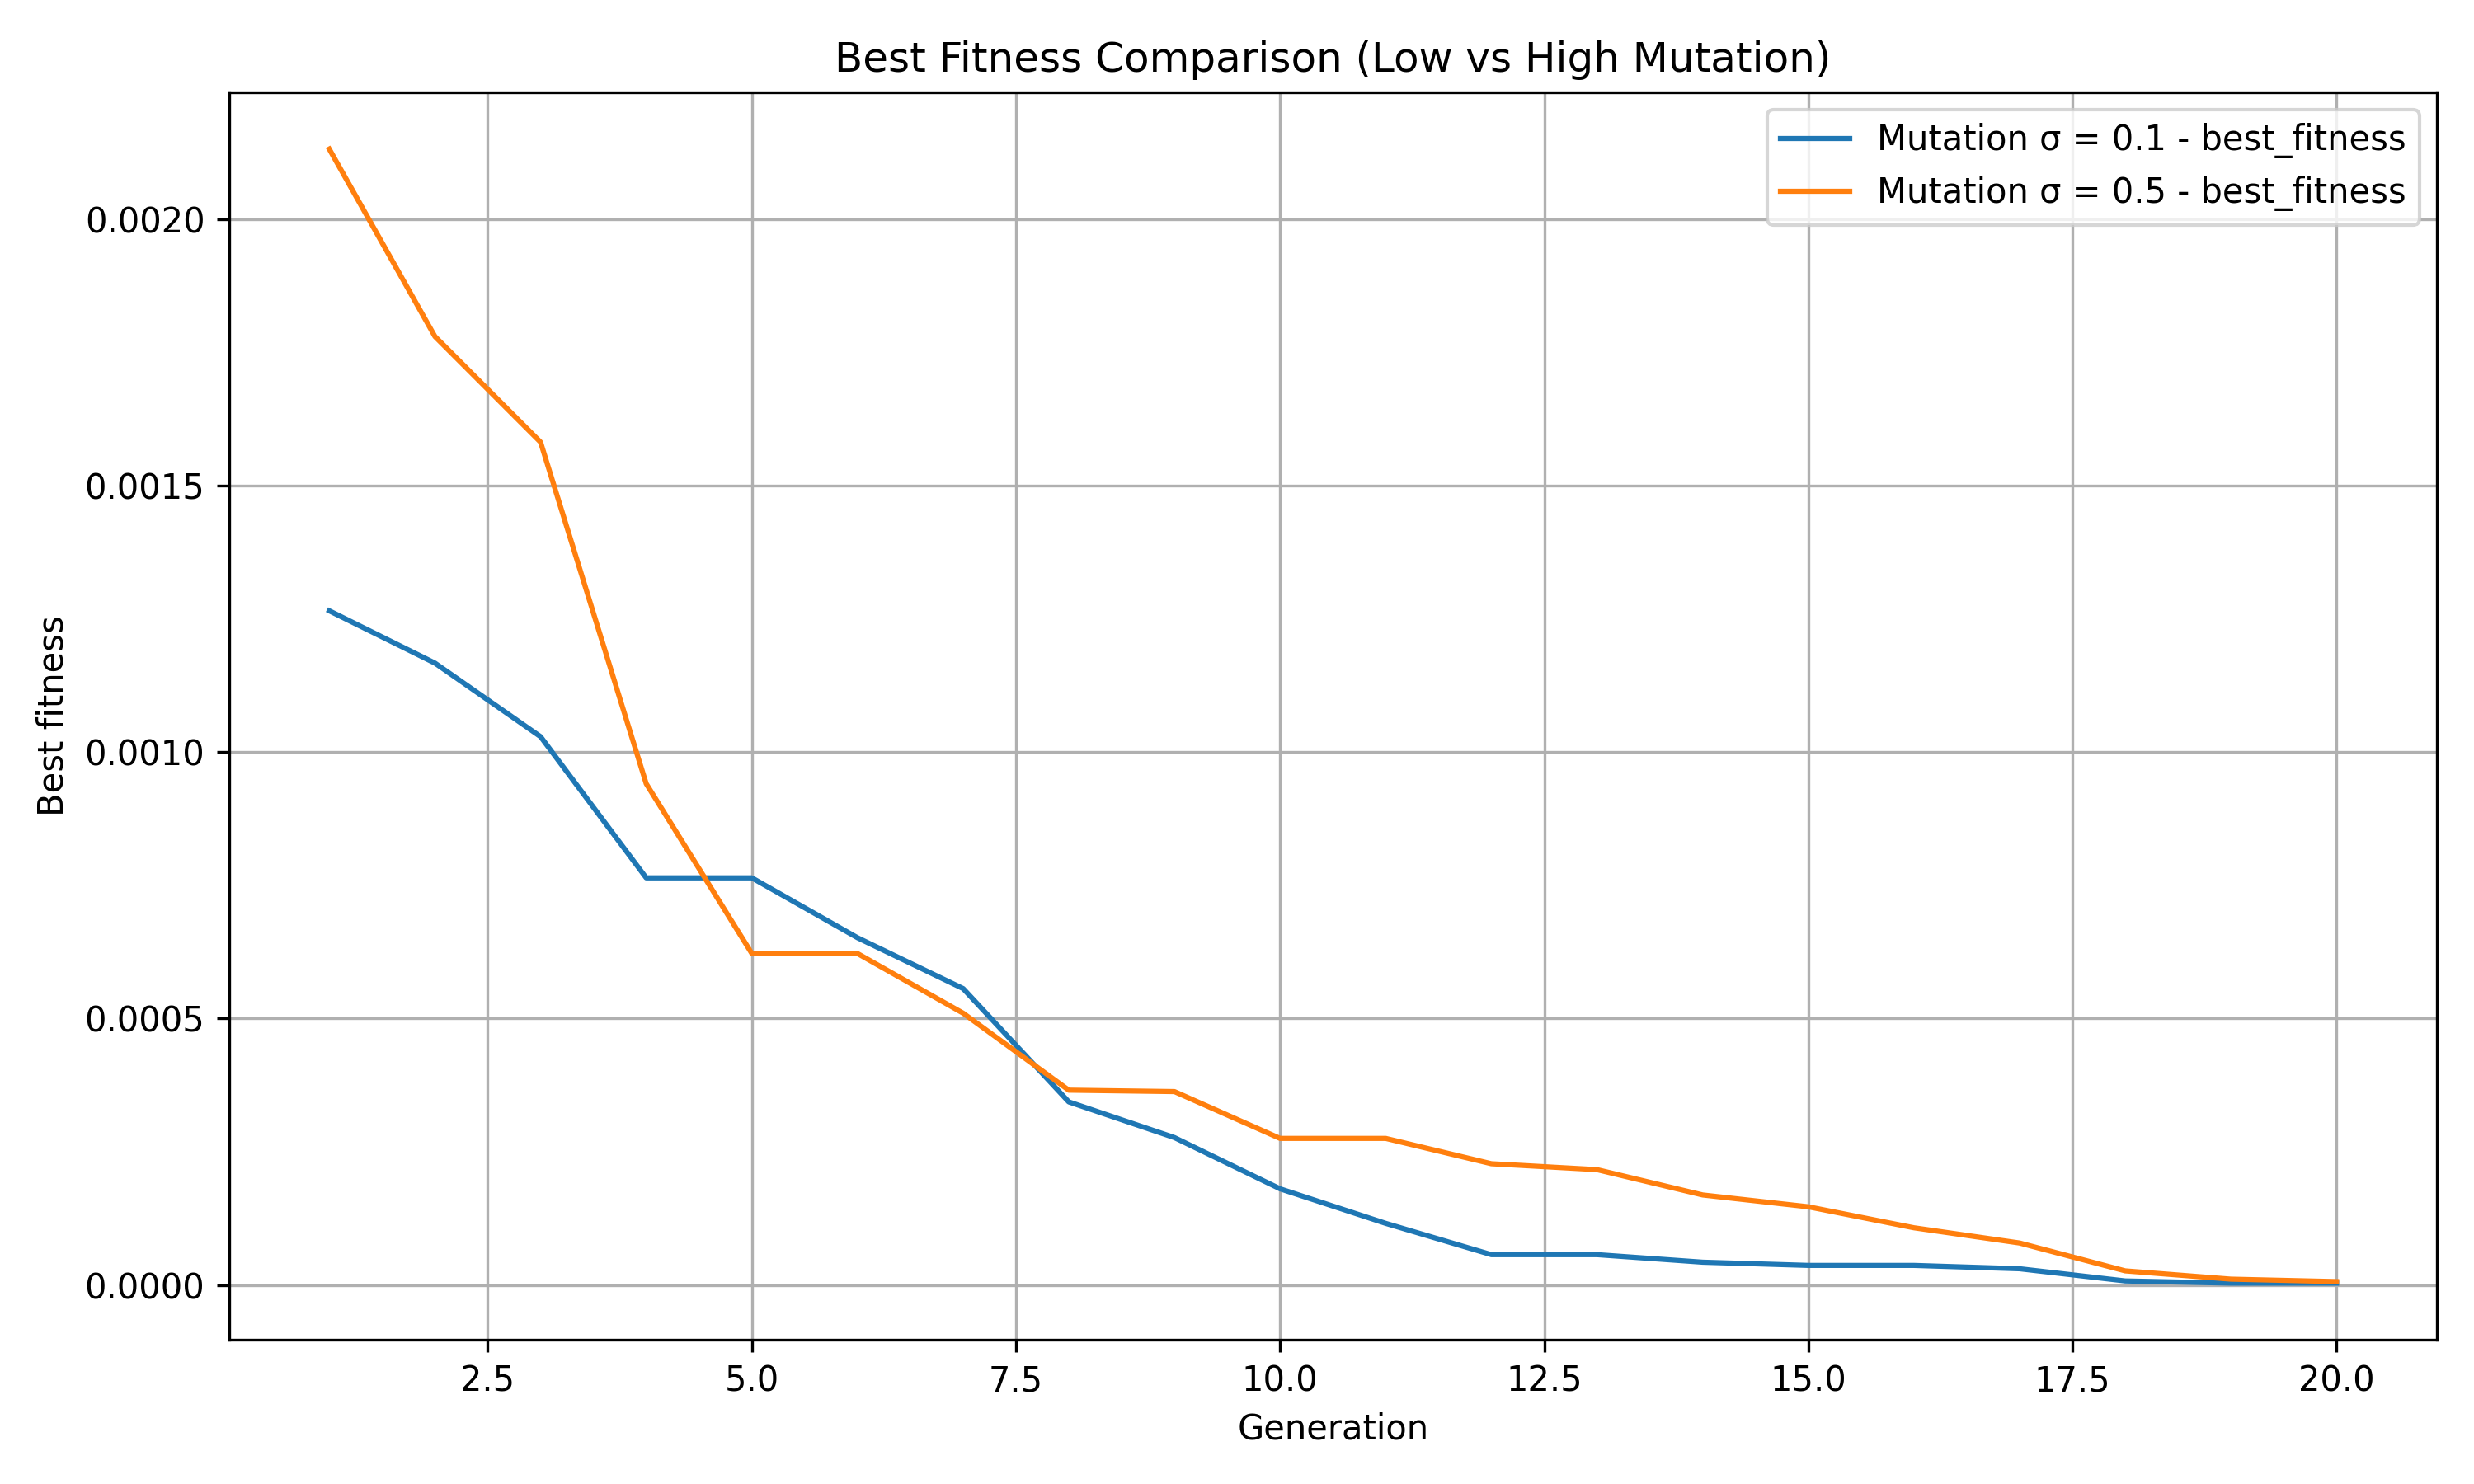 Best Fitness Comparison (Low vs High Mutation)
Mutation σ = 0.1 - best_fitness
Mutation σ = 0.5 - best_fitness
Best fitness
0.0020
0.0015
0.0010
0.0005
0.0000
2.5 5.0 7.5 10.0 12.5 15.0 17.5 20.0
Generation